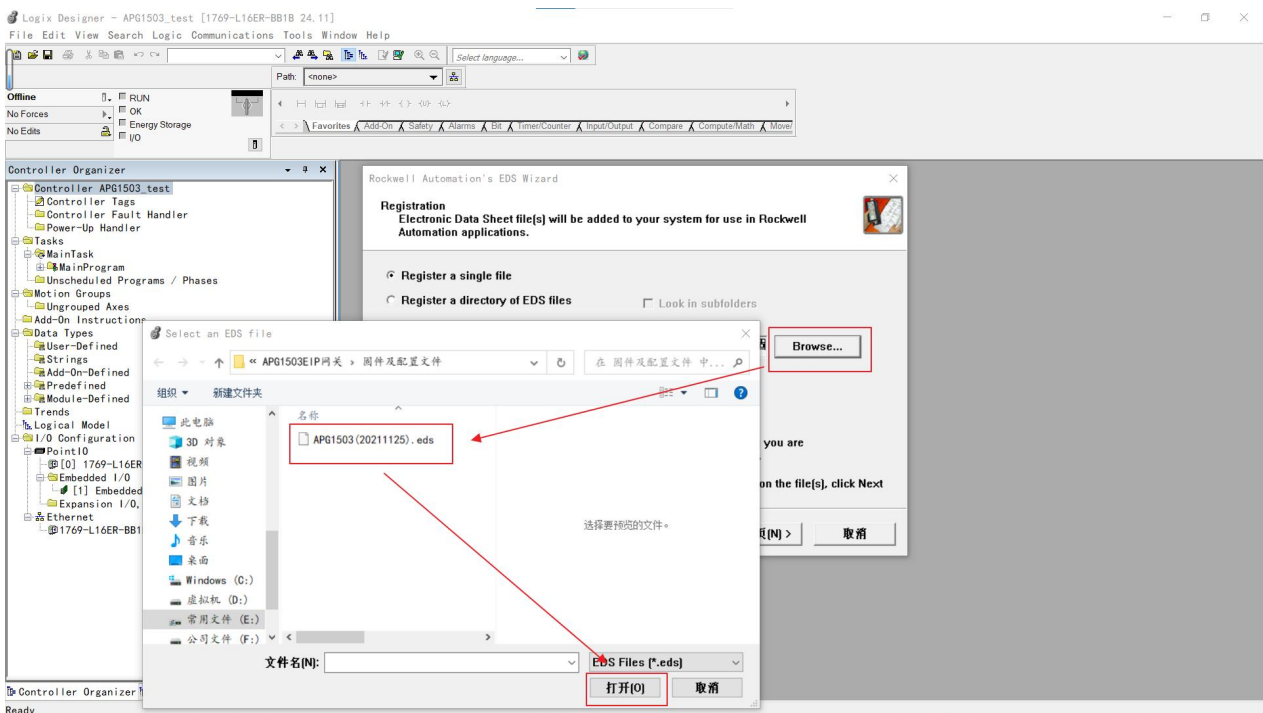 Logix Designer - APG1503_test [1769-L16ER-BB1B 24.11]
File Edit View Search Logic Communications Tools Window Help
Select language...
Path: <none>
Offline
RUN
No Forces
OK
Energy Storage
No Edits
I/O
Favorites Add-On Safety Alarms Bit Timer/Counter Input/Output Compare Compute/Math Move/
Controller Organizer
Controller APG1503_test
Controller Tags
Controller Fault Handler
Power-Up Handler
Tasks
MainTask
MainProgram
Unscheduled Programs / Phases
Motion Groups
Ungrouped Axes
Add-On Instructions
Data Types
User-Defined
Strings
Add-On-Defined
Predefined
Module-Defined
Trends
Logical Model
I/O Configuration
PointIO
[0] 1769-L16ER
Embedded I/O
[1] Embedded
Expansion I/O,
Ethernet
1769-L16ER-BB1
Controller Organizer
Ready
Rockwell Automation's EDS Wizard
Registration
Electronic Data Sheet file(s) will be added to your system for use in Rockwell
Automation applications.
Register a single file
Register a directory of EDS files
Look in subfolders
Browse...
you are
on the file(s), click Next
页(N) >
取消
Select an EDS file
« APG1503EIP网关 › 固件及配置文件
在 固件及配置文件 中...
组织
新建文件夹
名称
此电脑
3D 对象
视频
图片
文档
下载
音乐
桌面
Windows (C:)
虚拟机 (D:)
常用文件 (E:)
公司文件 (F:)
APG1503(20211125).eds
选择要预览的文件。
文件名(N):
EDS Files (*.eds)
打开(O)
取消